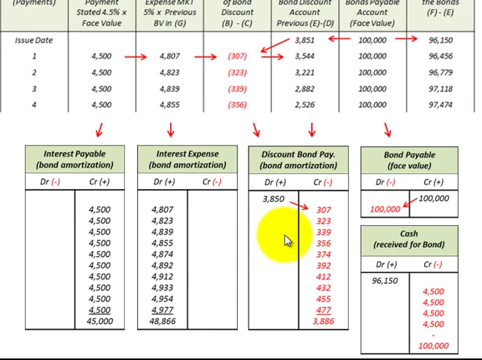 (Payments) Payment Expense MKT of Bond Bond Discount Bonds Payable the Bonds
Stated 4.5% x 5% x Previous Discount Account Account (F) - (E)
Face Value BV in (G) (B) - (C) Previous (E)-(D) (Face Value)
Issue Date 3,851 100,000 96,150
1 4,500 4,807 (307) 3,544 100,000 96,456
2 4,500 4,823 (323) 3,221 100,000 96,779
3 4,500 4,839 (339) 2,882 100,000 97,118
4 4,500 4,855 (356) 2,526 100,000 97,474
Interest Payable
(bond amortization)
Dr (-) Cr (+)
4,500
4,500
4,500
4,500
4,500
4,500
4,500
4,500
4,500
4,500
45,000
Interest Expense
(bond amortization)
Dr (+) Cr (-)
4,807
4,823
4,839
4,855
4,874
4,892
4,912
4,933
4,954
4,977
48,866
Discount Bond Pay.
(bond amortization)
Dr (+) Cr (-)
3,850
307
323
339
356
374
392
412
432
455
477
3,886
Bond Payable
(face value)
Dr (-) Cr (+)
100,000
100,000
Cash
(received for Bond)
Dr (+) Cr (-)
96,150
4,500
4,500
4,500
4,500
-
100,000